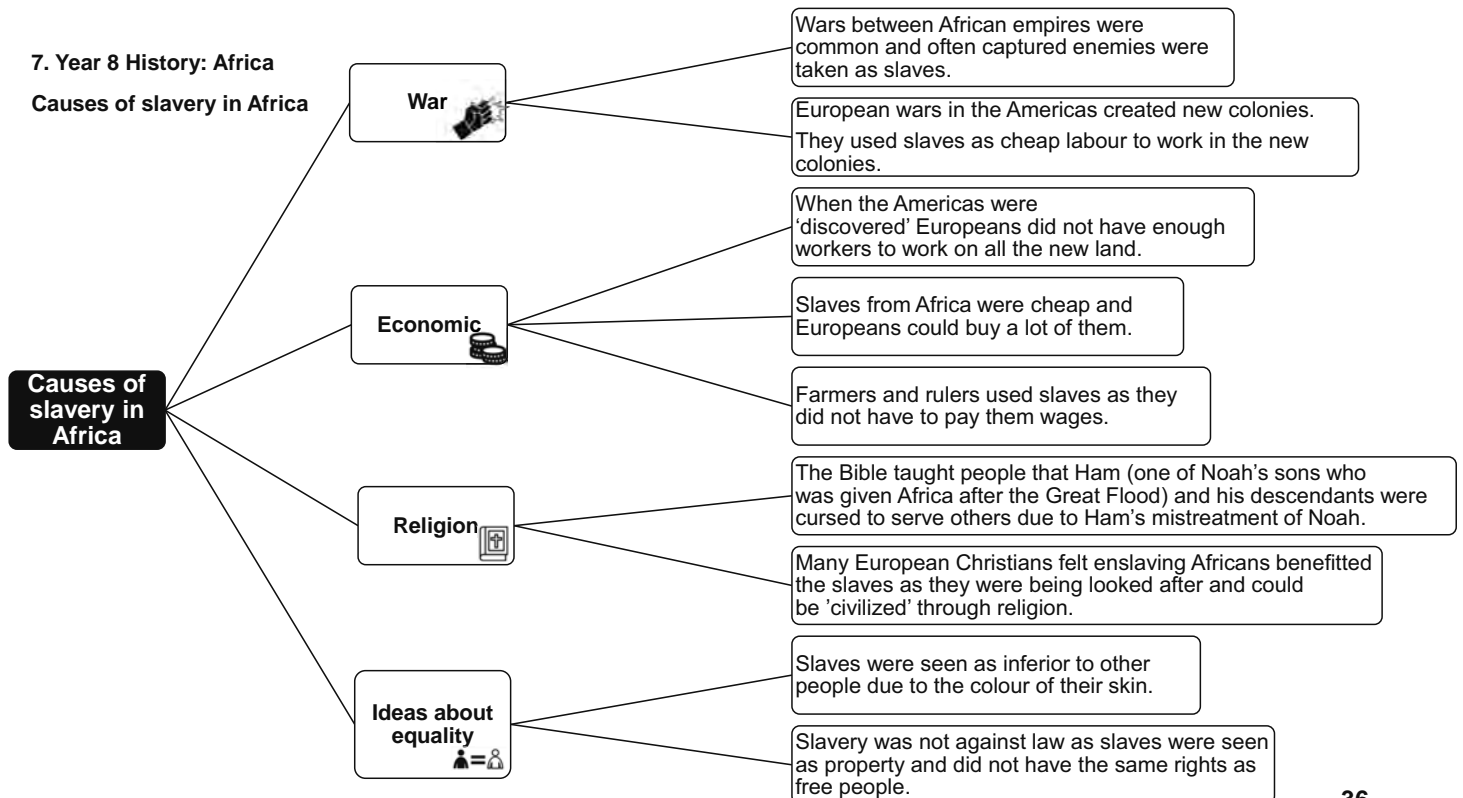 7. Year 8 History: Africa
Causes of slavery in Africa
Causes of
slavery in
Africa
War
Wars between African empires were
common and often captured enemies were
taken as slaves.
European wars in the Americas created new colonies.
They used slaves as cheap labour to work in the new
colonies.
Economic
When the Americas were
‘discovered’ Europeans did not have enough
workers to work on all the new land.
Slaves from Africa were cheap and
Europeans could buy a lot of them.
Farmers and rulers used slaves as they
did not have to pay them wages.
Religion
The Bible taught people that Ham (one of Noah’s sons who
was given Africa after the Great Flood) and his descendants were
cursed to serve others due to Ham’s mistreatment of Noah.
Many European Christians felt enslaving Africans benefitted
the slaves as they were being looked after and could
be ’civilized’ through religion.
Ideas about
equality
=
Slaves were seen as inferior to other
people due to the colour of their skin.
Slavery was not against law as slaves were seen
as property and did not have the same rights as
free people.
36